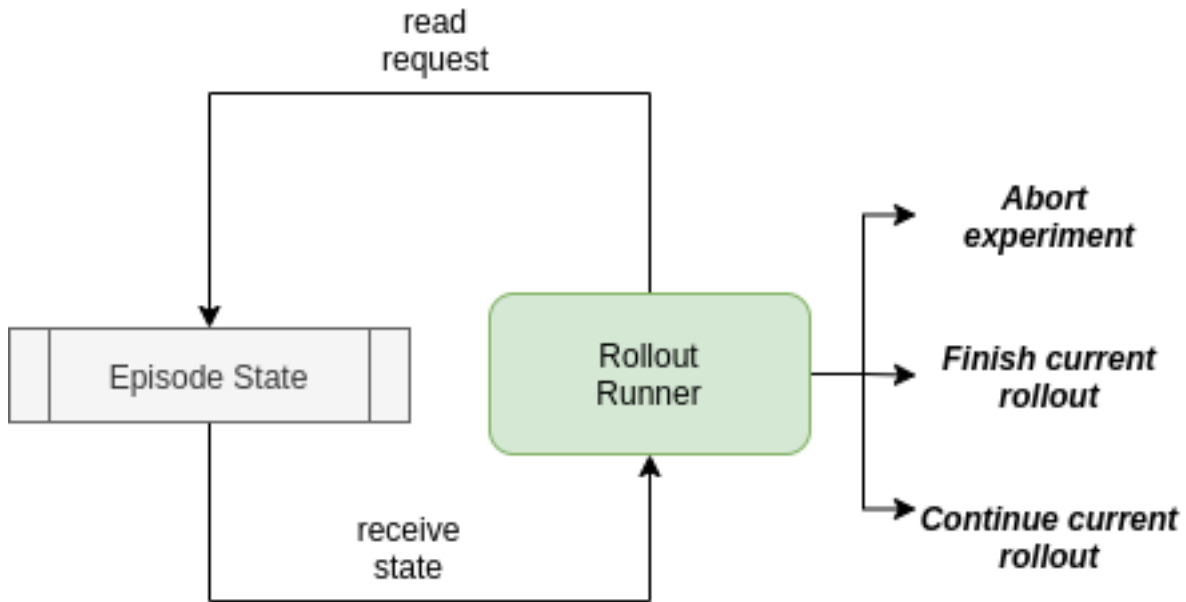 read
request
Abort
experiment
Episode State
Rollout
Runner
Finish current
rollout
receive
state
Continue current
rollout